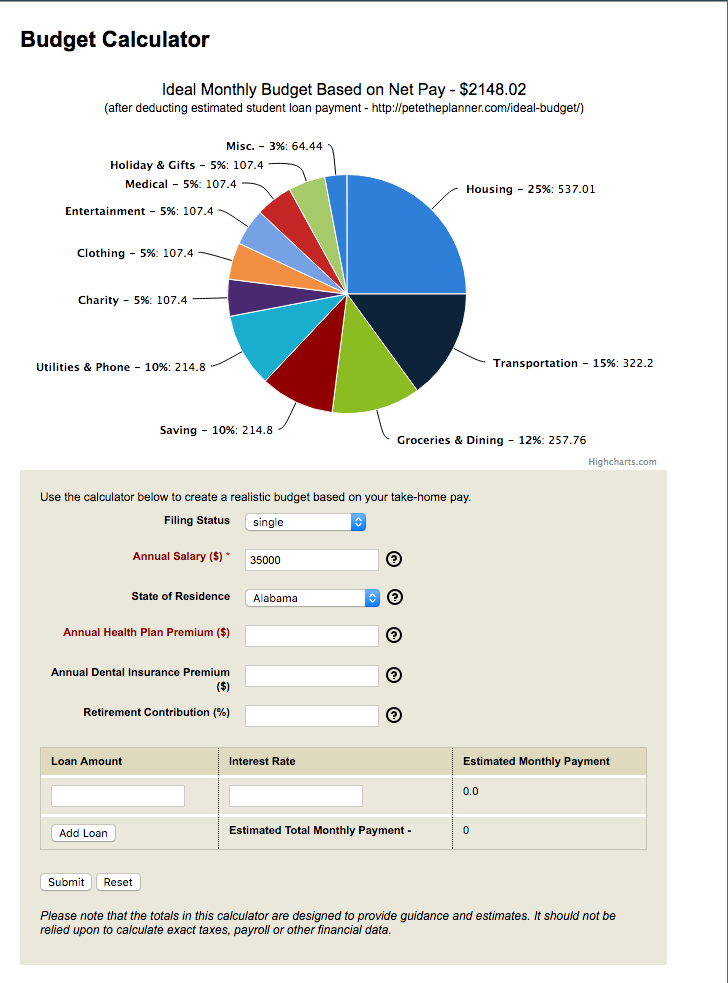 Budget Calculator
Ideal Monthly Budget Based on Net Pay - $2148.02
(after deducting estimated student loan payment - http://petetheplanner.com/ideal-budget/)
Misc. - 3%: 64.44
Holiday & Gifts - 5%: 107.4
Medical - 5%: 107.4
Entertainment - 5%: 107.4
Clothing - 5%: 107.4
Charity - 5%: 107.4
Utilities & Phone - 10%: 214.8
Saving - 10%: 214.8
Housing - 25%: 537.01
Transportation - 15%: 322.2
Groceries & Dining - 12%: 257.76
Highcharts.com
Use the calculator below to create a realistic budget based on your take-home pay.
Filing Status single
Annual Salary ($) * 35000 ?
State of Residence Alabama ?
Annual Health Plan Premium ($) ?
Annual Dental Insurance Premium
($) ?
Retirement Contribution (%) ?
Loan Amount Interest Rate Estimated Monthly Payment
0.0
Add Loan Estimated Total Monthly Payment - 0
Submit Reset
Please note that the totals in this calculator are designed to provide guidance and estimates. It should not be
relied upon to calculate exact taxes, payroll or other financial data.